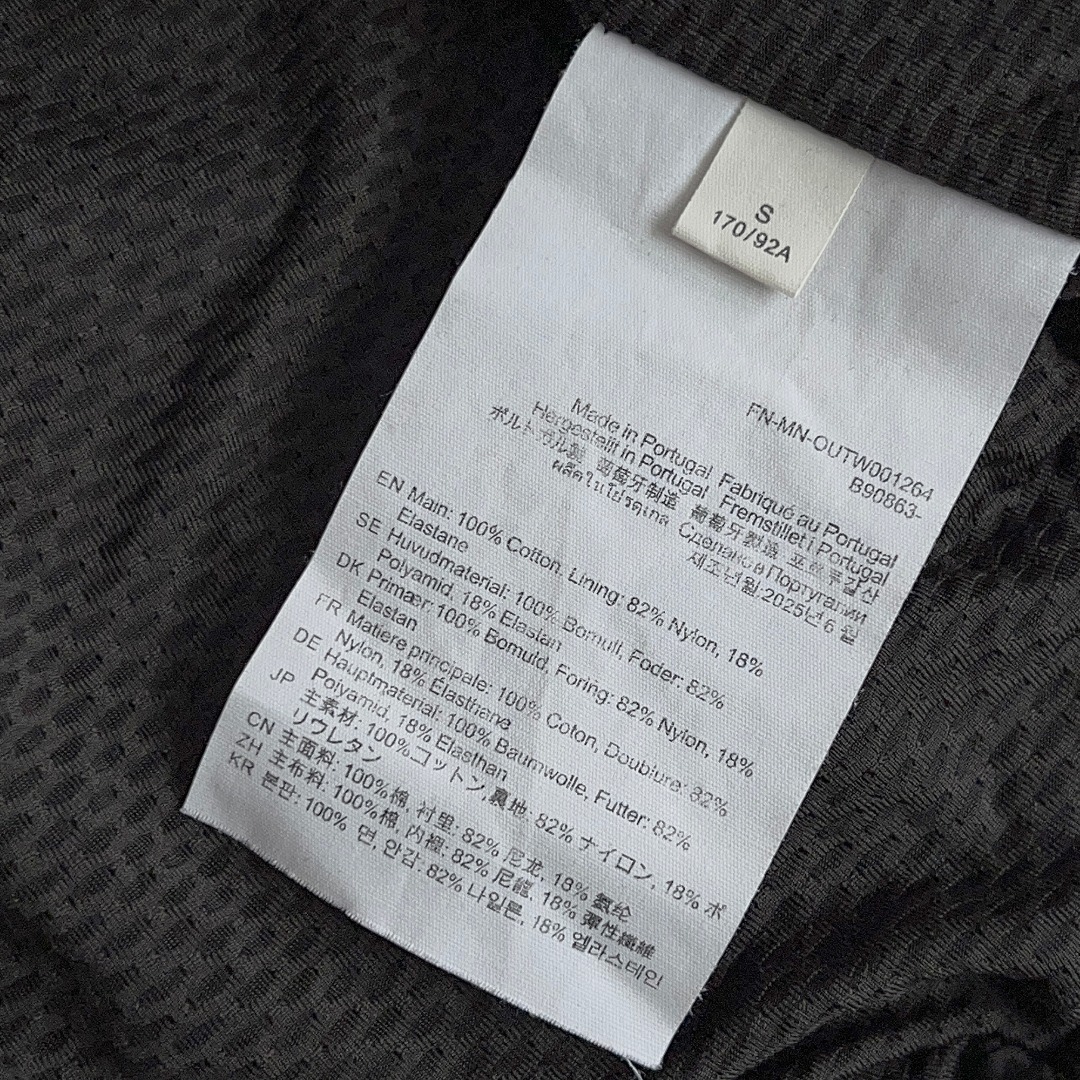 S
170/92A
FN-MN-OUTW001264
B90863-
Made in Portugal Fabriqué au Portugal
Hergestellt in Portugal Fremstillet i Portugal
ポルトガル製 葡萄牙制造 葡萄牙製造 포르투갈산
ผลิตในโปรตุเกส Сделано в Португалии
제조년월:2025년 6 월
EN Main: 100% Cotton, Lining: 82% Nylon, 18%
Elastane
SE Huvudmaterial: 100% Bomull, Foder: 82%
Polyamid, 18% Elastan
DK Primær: 100% Bomuld, Foring: 82% Nylon, 18%
Elastan
FR Matière principale: 100% Coton, Doublure: 82%
Nylon, 18% Élasthane
DE Hauptmaterial: 100% Baumwolle, Futter: 82%
Polyamid, 18% Elasthan
JP 主素材: 100%コットン,裏地: 82% ナイロン, 18% ポ
リウレタン
CN 主面料: 100%棉, 衬里: 82% 尼龙, 18% 氨纶
ZH 主布料: 100%棉, 内裡: 82% 尼龍, 18% 彈性纖維
KR 본판: 100% 면, 안감: 82% 나일론, 18% 엘라스테인